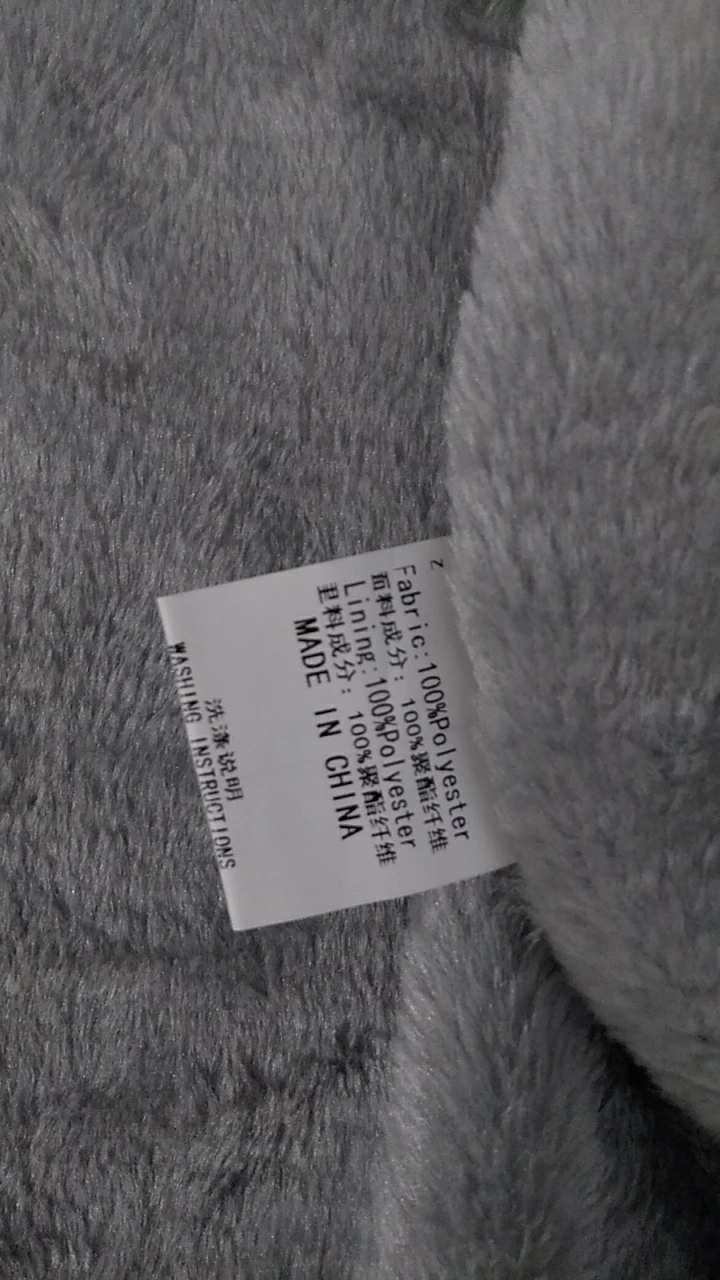 Fabric:100%Polyester
面料成分: 100%聚酯纤维
Lining:100%Polyester
里料成分: 100%聚酯纤维
MADE IN CHINA
洗涤说明
WASHING INSTRUCTIONS